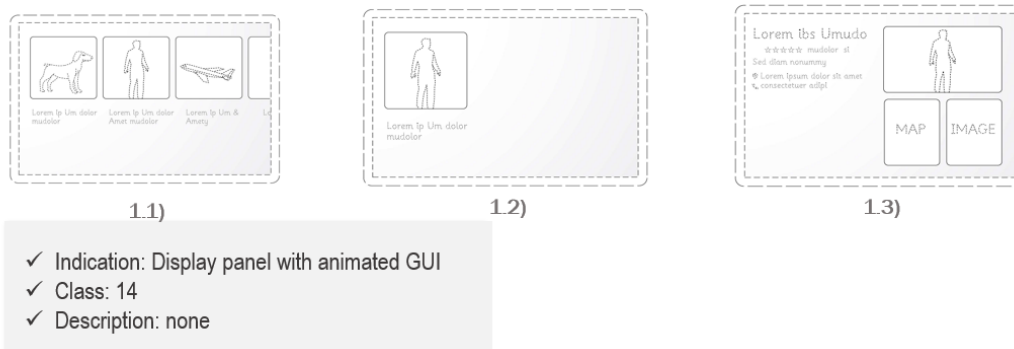 Lorem ip Um dolor
mudolor
Lorem ip Um dolor
Amet mudolor
Lorem ip Um &
Amety
Lorem ip Um dolor
mudolor
Lorem ibs Umudo
☆☆☆☆☆ mudolor si
Sed diam nonummy
Lorem ipsum dolor sit amet
consectetuer adipi
MAP IMAGE
1.1)
1.2)
1.3)
✓ Indication: Display panel with animated GUI
✓ Class: 14
✓ Description: none